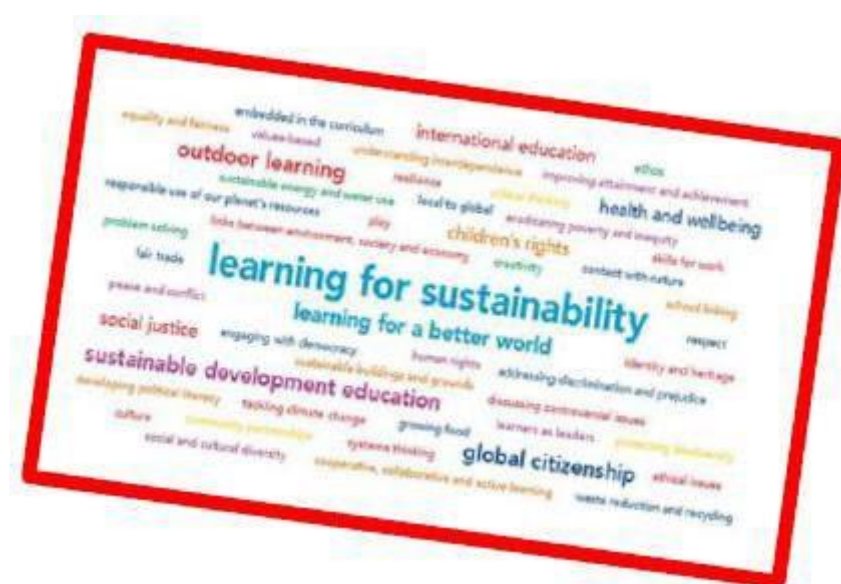 embedded in the curriculum
international education
ethos
equality and fairness
values-based
understanding interdependence
improving attainment and achievement
outdoor learning
resilience
critical thinking
health and wellbeing
sustainable energy and water use
local to global
eradicating poverty and inequity
responsible use of our planet's resources
play
children's rights
skills for work
problem solving
links between environment, society and economy
creativity
contact with nature
fair trade
learning for sustainability
school linking
peace and conflict
learning for a better world
respect
social justice
engaging with democracy
human rights
identity and heritage
sustainable buildings and grounds
addressing discrimination and prejudice
sustainable development education
discussing controversial issues
developing political literacy
tackling climate change
growing food
learners as leaders
protecting biodiversity
culture
community partnerships
systems thinking
global citizenship
ethical issues
social and cultural diversity
cooperative, collaborative and active learning
waste reduction and recycling